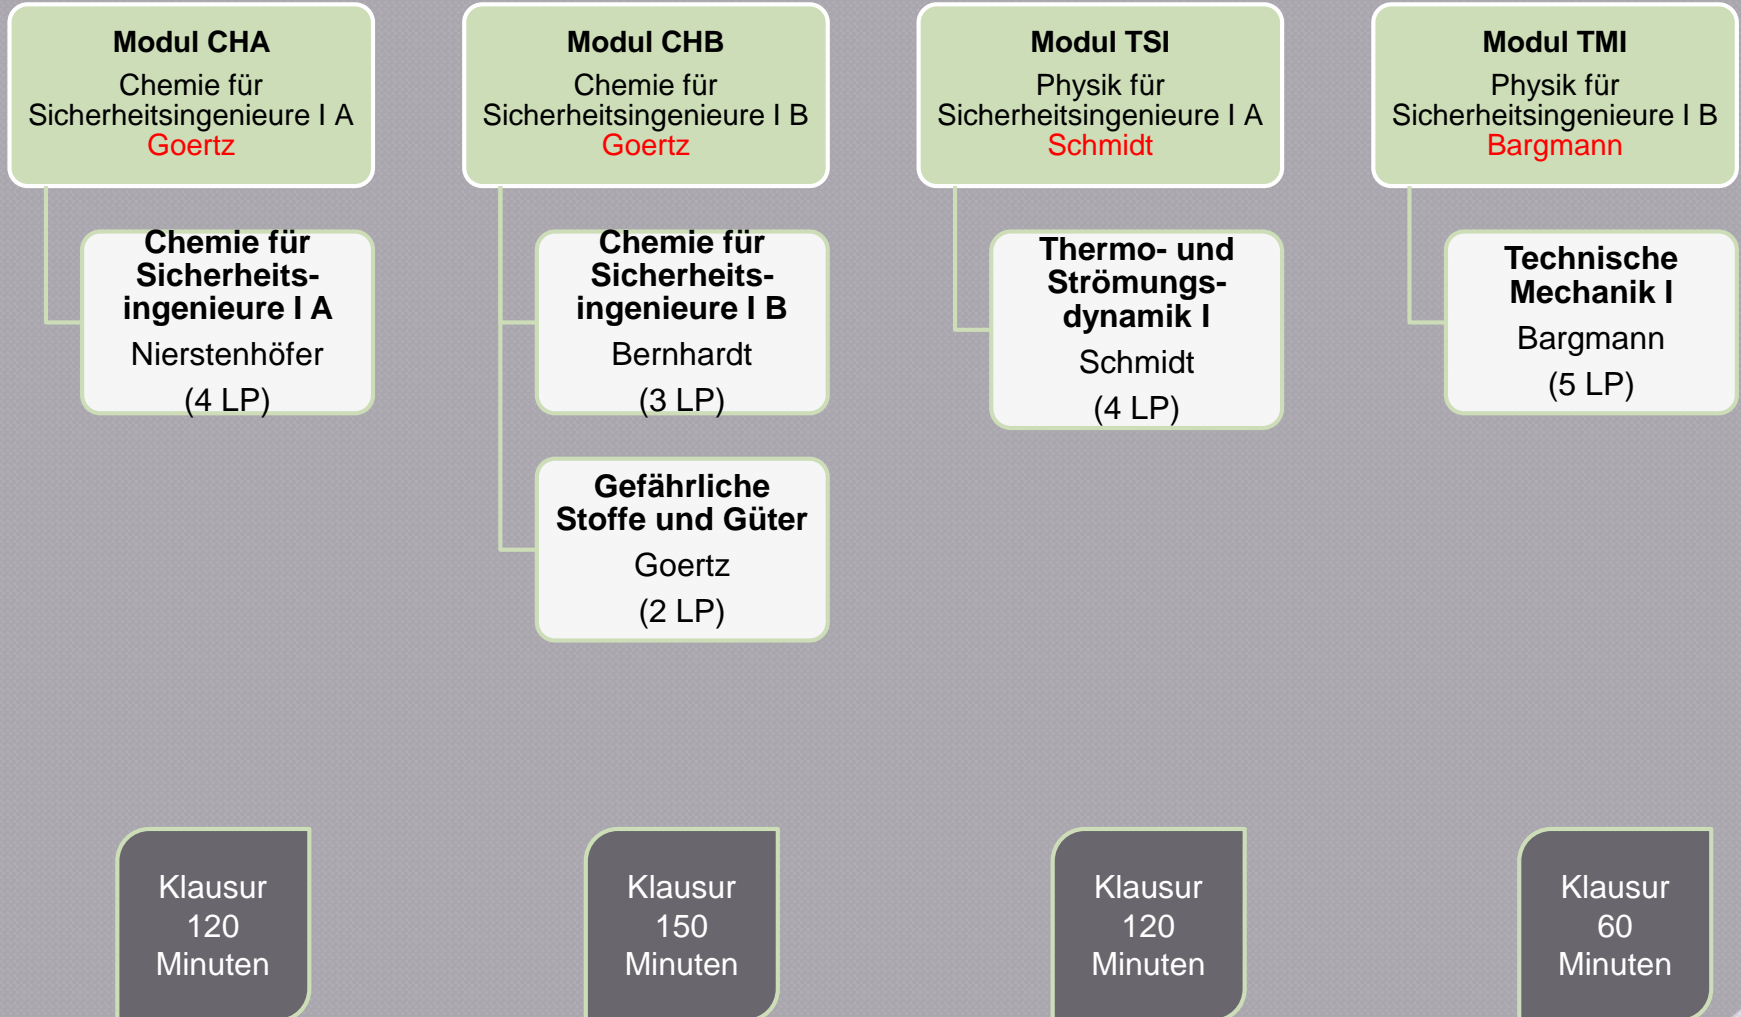 Modul CHA
Chemie für
Sicherheitsingenieure I A
Goertz
Chemie für
Sicherheits-
ingenieure I A
Nierstenhöfer
(4 LP)
Modul CHB
Chemie für
Sicherheitsingenieure I B
Goertz
Chemie für
Sicherheits-
ingenieure I B
Bernhardt
(3 LP)
Gefährliche
Stoffe und Güter
Goertz
(2 LP)
Modul TSI
Physik für
Sicherheitsingenieure I A
Schmidt
Thermo- und
Strömungs-
dynamik I
Schmidt
(4 LP)
Modul TMI
Physik für
Sicherheitsingenieure I B
Bargmann
Technische
Mechanik I
Bargmann
(5 LP)
Klausur
120
Minuten
Klausur
150
Minuten
Klausur
120
Minuten
Klausur
60
Minuten